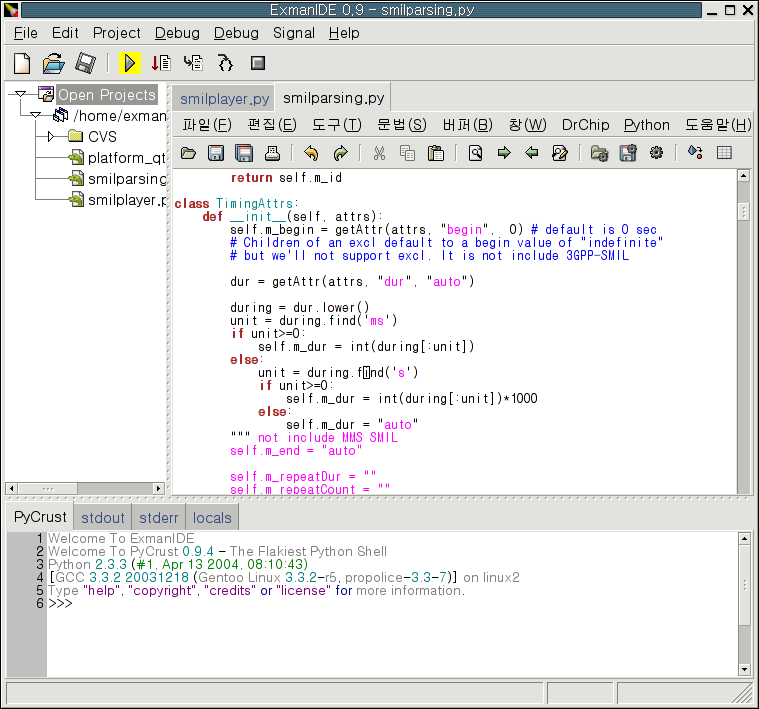 ExmanIDE 0.9 - smilparsing.py
File Edit Project Debug Debug Signal Help
Open Projects
/home/exman
CVS
platform_qt
smilparsing
smilplayer.p
smilplayer.py smilparsing.py
파일(F) 편집(E) 도구(T) 문법(S) 버퍼(B) 창(W) DrChip Python 도움말(H)
return self.m_id
class TimingAttrs:
def __init__(self, attrs):
self.m_begin = getAttr(attrs, "begin", 0) # default is 0 sec
# Children of an excl default to a begin value of "indefinite"
# but we'll not support excl. It is not include 3GPP-SMIL
dur = getAttr(attrs, "dur", "auto")
during = dur.lower()
unit = during.find('ms')
if unit>=0:
self.m_dur = int(during[:unit])
else:
unit = during.find('s')
if unit>=0:
self.m_dur = int(during[:unit])*1000
else:
self.m_dur = "auto"
""" not include MMS SMIL
self.m_end = "auto"
self.m_repeatDur = ""
self.m_repeatCount = ""
PyCrust stdout stderr locals
1 Welcome To ExmanIDE
2 Welcome To PyCrust 0.9.4 - The Flakiest Python Shell
3 Python 2.3.3 (#1, Apr 13 2004, 08:10:43)
4 [GCC 3.3.2 20031218 (Gentoo Linux 3.3.2-r5, propolice-3.3-7)] on linux2
5 Type "help", "copyright", "credits" or "license" for more information.
6 >>>